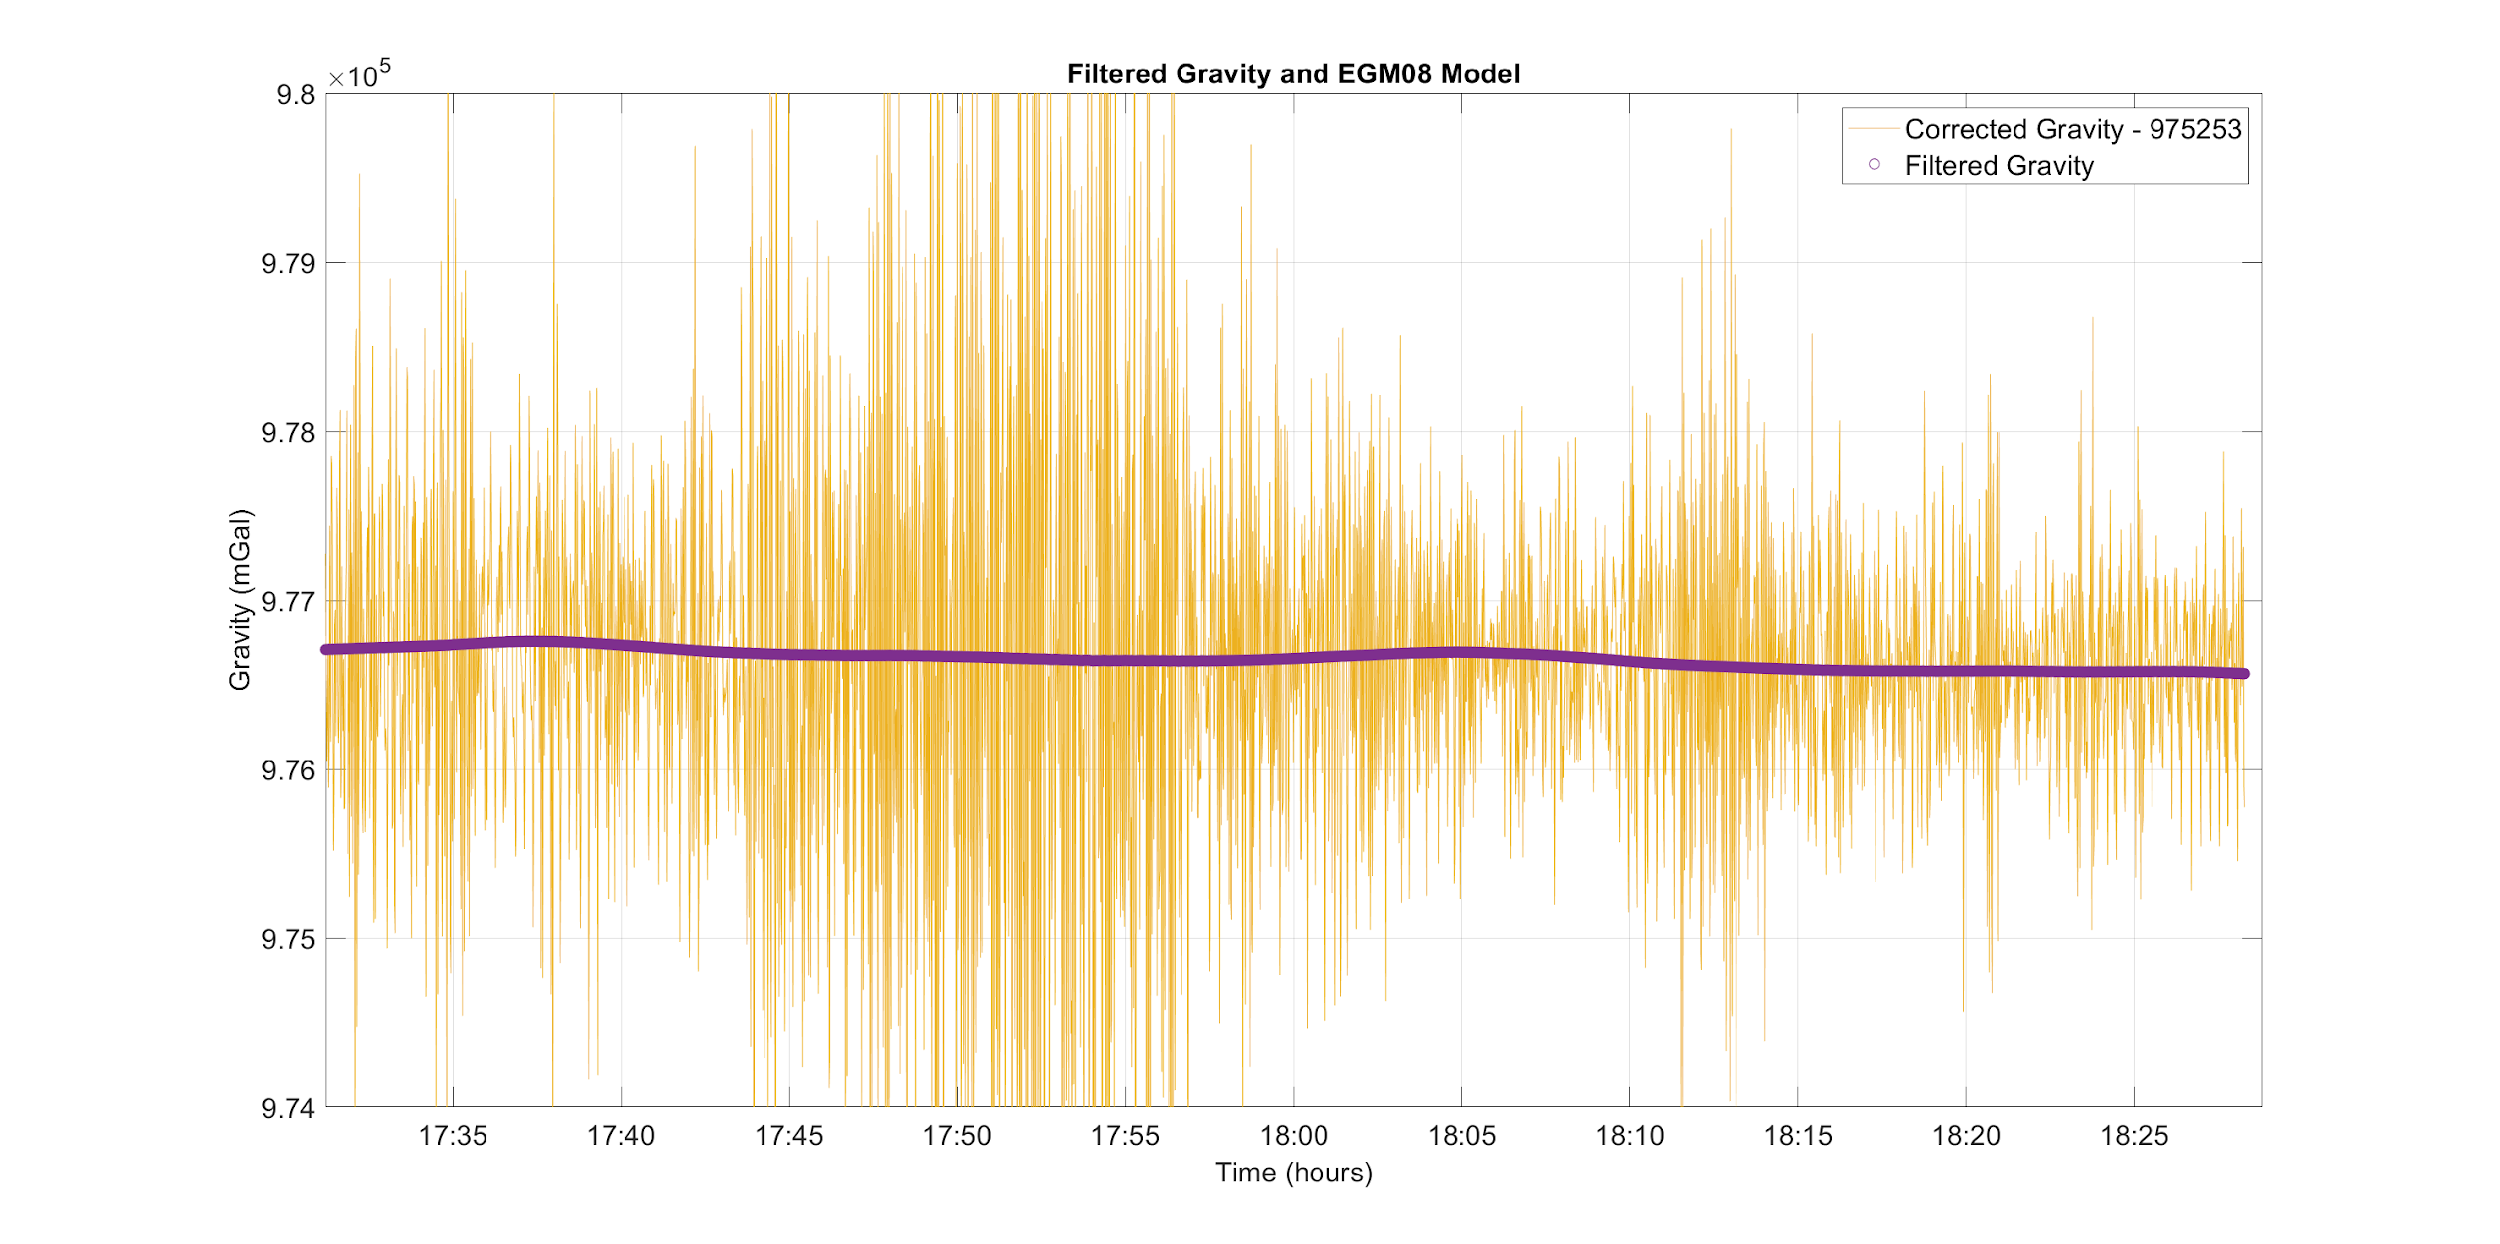 Filtered Gravity and EGM08 Model
×10^5
Corrected Gravity - 975253
Filtered Gravity
Gravity (mGal)
9.8
9.79
9.78
9.77
9.76
9.75
9.74
17:35 17:40 17:45 17:50 17:55 18:00 18:05 18:10 18:15 18:20 18:25
Time (hours)